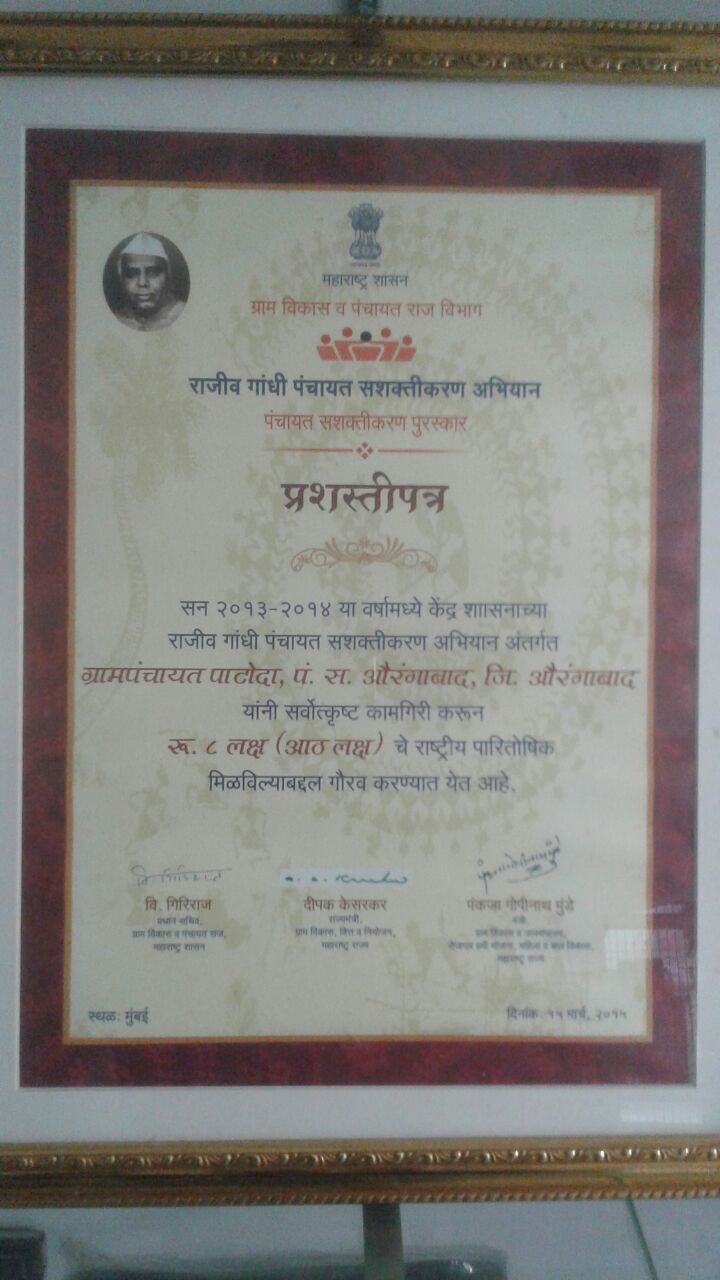 महाराष्ट्र शासन
ग्राम विकास व पंचायत राज विभाग
राजीव गांधी पंचायत सशक्तीकरण अभियान
पंचायत सशक्तीकरण पुरस्कार
प्रशस्तीपत्र
सन २०१३-२०१४ या वर्षामध्ये केंद्र शाासनाच्या
राजीव गांधी पंचायत सशक्तीकरण अभियान अंतर्गत
ग्रामपंचायत पाटोदा, पं. स. औरंगाबाद, जि. औरंगाबाद
यांनी सर्वोत्कृष्ट कामगिरी करून
रू. ८ लक्ष (आठ लक्ष) चे राष्ट्रीय पारितोषिक
मिळविल्याबद्दल गौरव करण्यात येत आहे.
वि. गिरिराज
प्रधान सचिव,
ग्राम विकास व पंचायत राज,
महाराष्ट्र शासन
दीपक केसरकर
राज्यमंत्री,
ग्राम विकास, वित्त व नियोजन,
महाराष्ट्र राज्य
पंकजा गोपीनाथ मुंडे
मंत्री,
महाराष्ट्र राज्य
स्थळ: मुंबई
दिनांक: १५ मार्च, २०१५